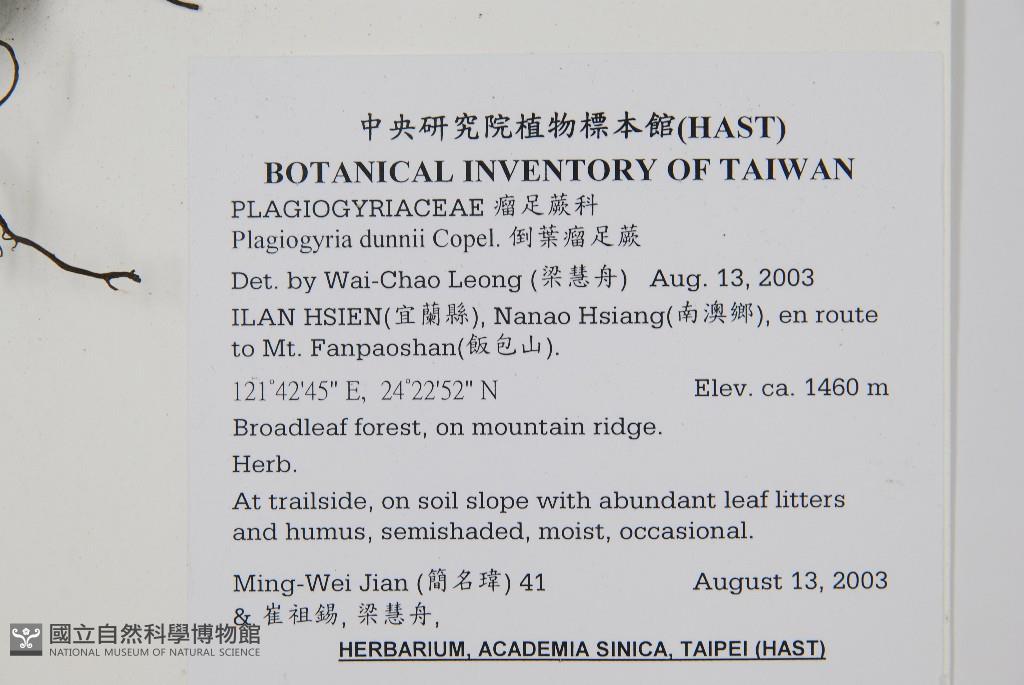 中央研究院植物標本館(HAST)
BOTANICAL INVENTORY OF TAIWAN
PLAGIOGYRIACEAE 瘤足蕨科
Plagiogyria dunnii Copel. 倒葉瘤足蕨
Det. by Wai-Chao Leong (梁慧舟) Aug. 13, 2003
ILAN HSIEN(宜蘭縣), Nanao Hsiang(南澳鄉), en route
to Mt. Fanpaoshan(飯包山).
121°42'45" E, 24°22'52" N Elev. ca. 1460 m
Broadleaf forest, on mountain ridge.
Herb.
At trailside, on soil slope with abundant leaf litters
and humus, semishaded, moist, occasional.
Ming-Wei Jian (簡名瑋) 41 August 13, 2003
& 崔祖錫, 梁慧舟,
HERBARIUM, ACADEMIA SINICA, TAIPEI (HAST)
國立自然科學博物館
NATIONAL MUSEUM OF NATURAL SCIENCE